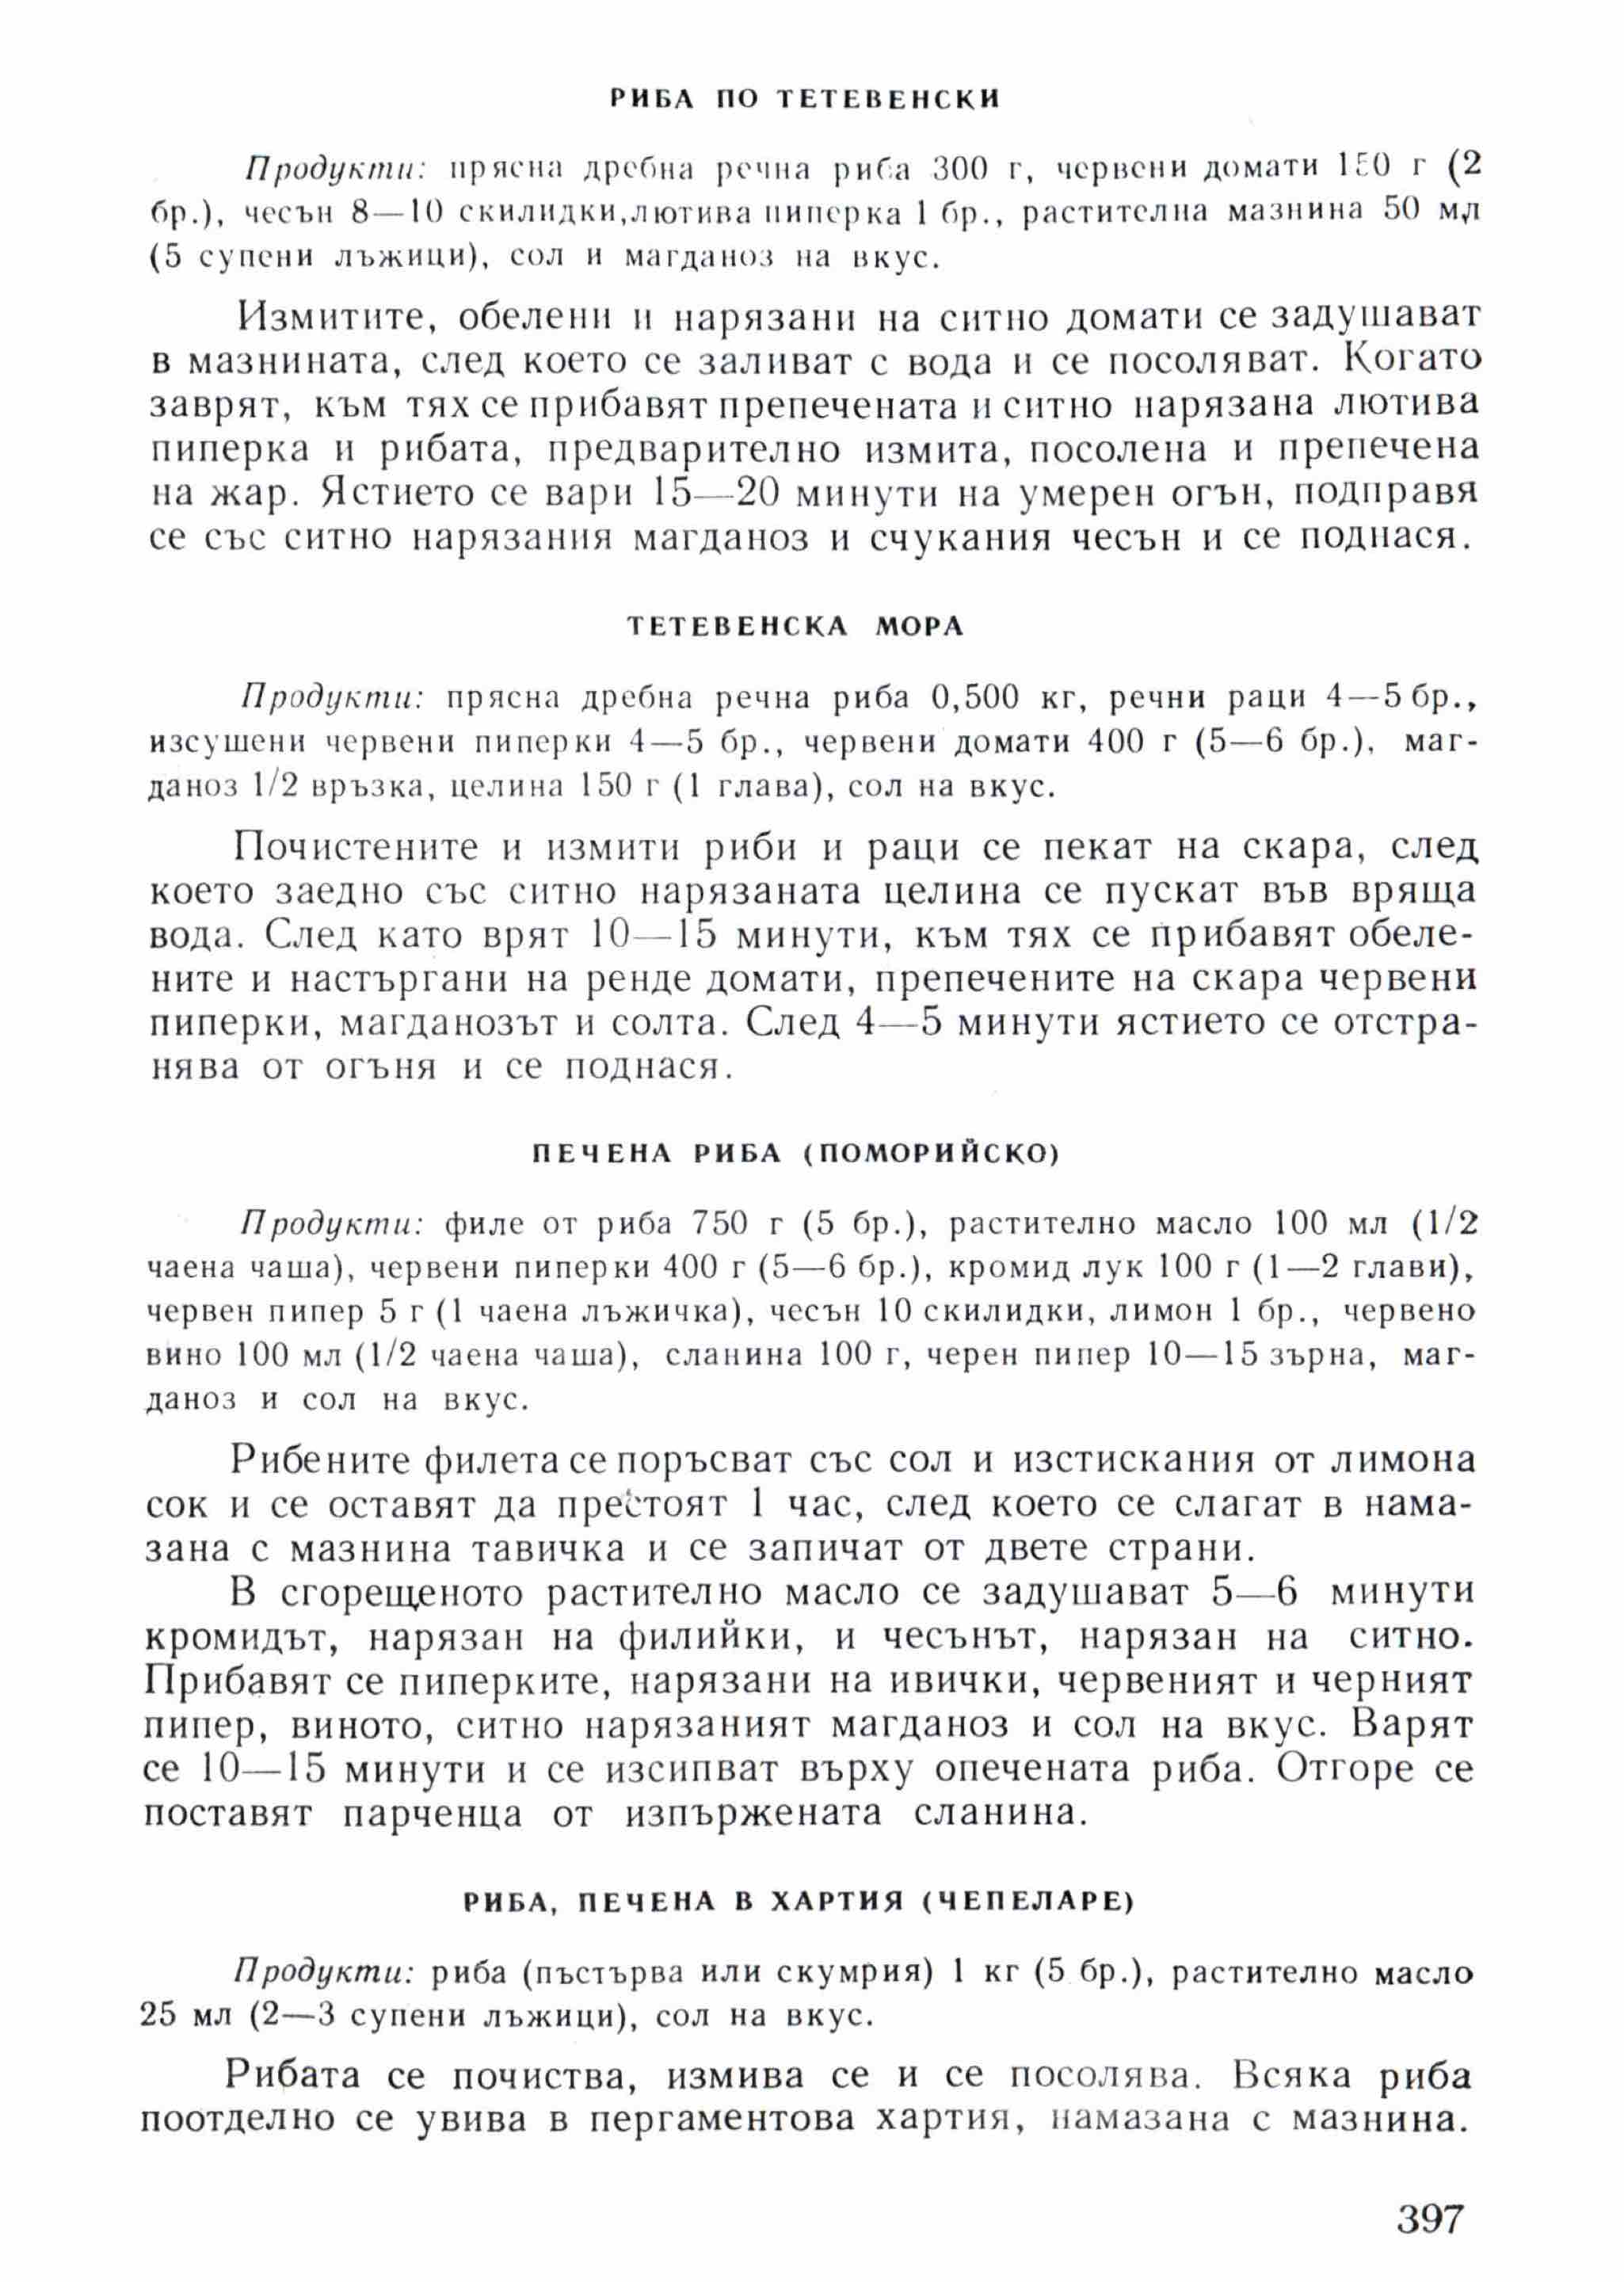 РИБА ПО ТЕТЕВЕНСКИ
Продукти: прясна дребна речна риба 300 г, червени домати 150 г (2
бр.), чесън 8—10 скилидки, лютива пиперка 1 бр., растителна мазнина 50 мл
(5 супени лъжици), сол и магданоз на вкус.
Измитите, обелени и нарязани на ситно домати се задушават
в мазнината, след което се заливат с вода и се посоляват. Когато
заврят, към тях се прибавят препечената и ситно нарязана лютива
пиперка и рибата, предварително измита, посолена и препечена
на жар. Ястието се вари 15—20 минути на умерен огън, подправя
се със ситно нарязания магданоз и счукания чесън и се поднася.
ТЕТЕВЕНСКА МОРА
Продукти: прясна дребна речна риба 0,500 кг, речни раци 4—5 бр.,
изсушени червени пиперки 4—5 бр., червени домати 400 г (5—6 бр.), маг-
даноз 1/2 връзка, целина 150 г (1 глава), сол на вкус.
Почистените и измити риби и раци се пекат на скара, след
което заедно със ситно нарязаната целина се пускат във вряща
вода. След като врят 10—15 минути, към тях се прибавят обеле-
ните и настъргани на ренде домати, препечените на скара червени
пиперки, магданозът и солта. След 4—5 минути ястието се отстра-
нява от огъня и се поднася.
ПЕЧЕНА РИБА (ПОМОРИЙСКО)
Продукти: филе от риба 750 г (5 бр.), растително масло 100 мл (1/2
чаена чаша), червени пиперки 400 г (5—6 бр.), кромид лук 100 г (1—2 глави),
червен пипер 5 г (1 чаена лъжичка), чесън 10 скилидки, лимон 1 бр., червено
вино 100 мл (1/2 чаена чаша), сланина 100 г, черен пипер 10—15 зърна, маг-
даноз и сол на вкус.
Рибените филета се поръсват със сол и изстискания от лимона
сок и се оставят да престоят 1 час, след което се слагат в нама-
зана с мазнина тавичка и се запичат от двете страни.
В сгорещеното растително масло се задушават 5—6 минути
кромидът, нарязан на филийки, и чесънът, нарязан на ситно.
Прибавят се пиперките, нарязани на ивички, червеният и черният
пипер, виното, ситно нарязаният магданоз и сол на вкус. Варят
се 10—15 минути и се изсипват върху опечената риба. Отгоре се
поставят парченца от изпържената сланина.
РИБА, ПЕЧЕНА В ХАРТИЯ (ЧЕПЕЛАРЕ)
Продукти: риба (пъстърва или скумрия) 1 кг (5 бр.), растително масло
25 мл (2—3 супени лъжици), сол на вкус.
Рибата се почиства, измива се и се посолява. Всяка риба
поотделно се увива в пергаментова хартия, намазана с мазнина.
397